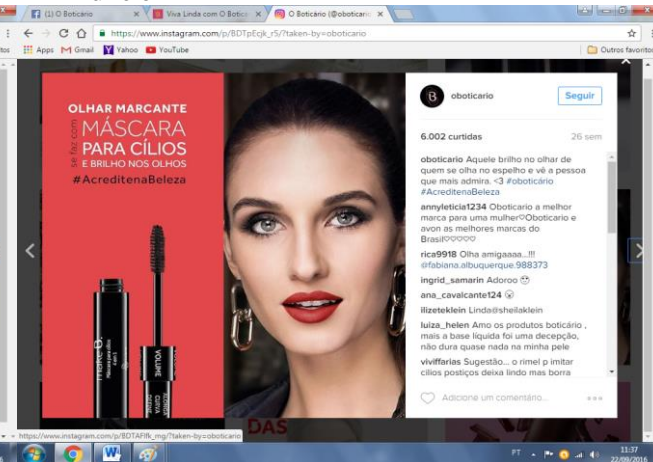 (1) O Boticário
Viva Linda com O Botic
O Boticário (@oboticario
https://www.instagram.com/p/BDTpEcjk_r5/?taken-by=oboticario
Apps
Gmail
Yahoo
YouTube
Outros favoritos
OLHAR MARCANTE
se faz com
MÁSCARA
PARA CÍLIOS
E BRILHO NOS OLHOS
#AcreditenaBeleza
make B.
VOLUME
CURVA
oboticario
Seguir
6.002 curtidas
26 sem
oboticario Aquele brilho no olhar de
quem se olha no espelho e vê a pessoa
que mais admira. <3 #oboticário
#AcreditenaBeleza
annyleticia1234 Oboticario a melhor
marca para uma mulher♡Oboticario e
avon as melhores marcas do
Brasil♡♡♡♡♡
rica9918 Olha amigaaaa...!!!
@fabiana.albuquerque.988373
ingrid_samarin Adoroo
ana_cavalcante124
ilizeteklein Linda@sheilaklein
luiza_helen Amo os produtos boticário ,
mais a base líquida foi uma decepção,
não dura quase nada na minha pele
viviffarias Sugestão... o rimel p imitar
cílios postiços deixa lindo mas borra
Adicione um comentário...
DAS
https://www.instagram.com/p/BDTAFlfk_mg/?taken-by=oboticario
PT
11:37
22/09/2016